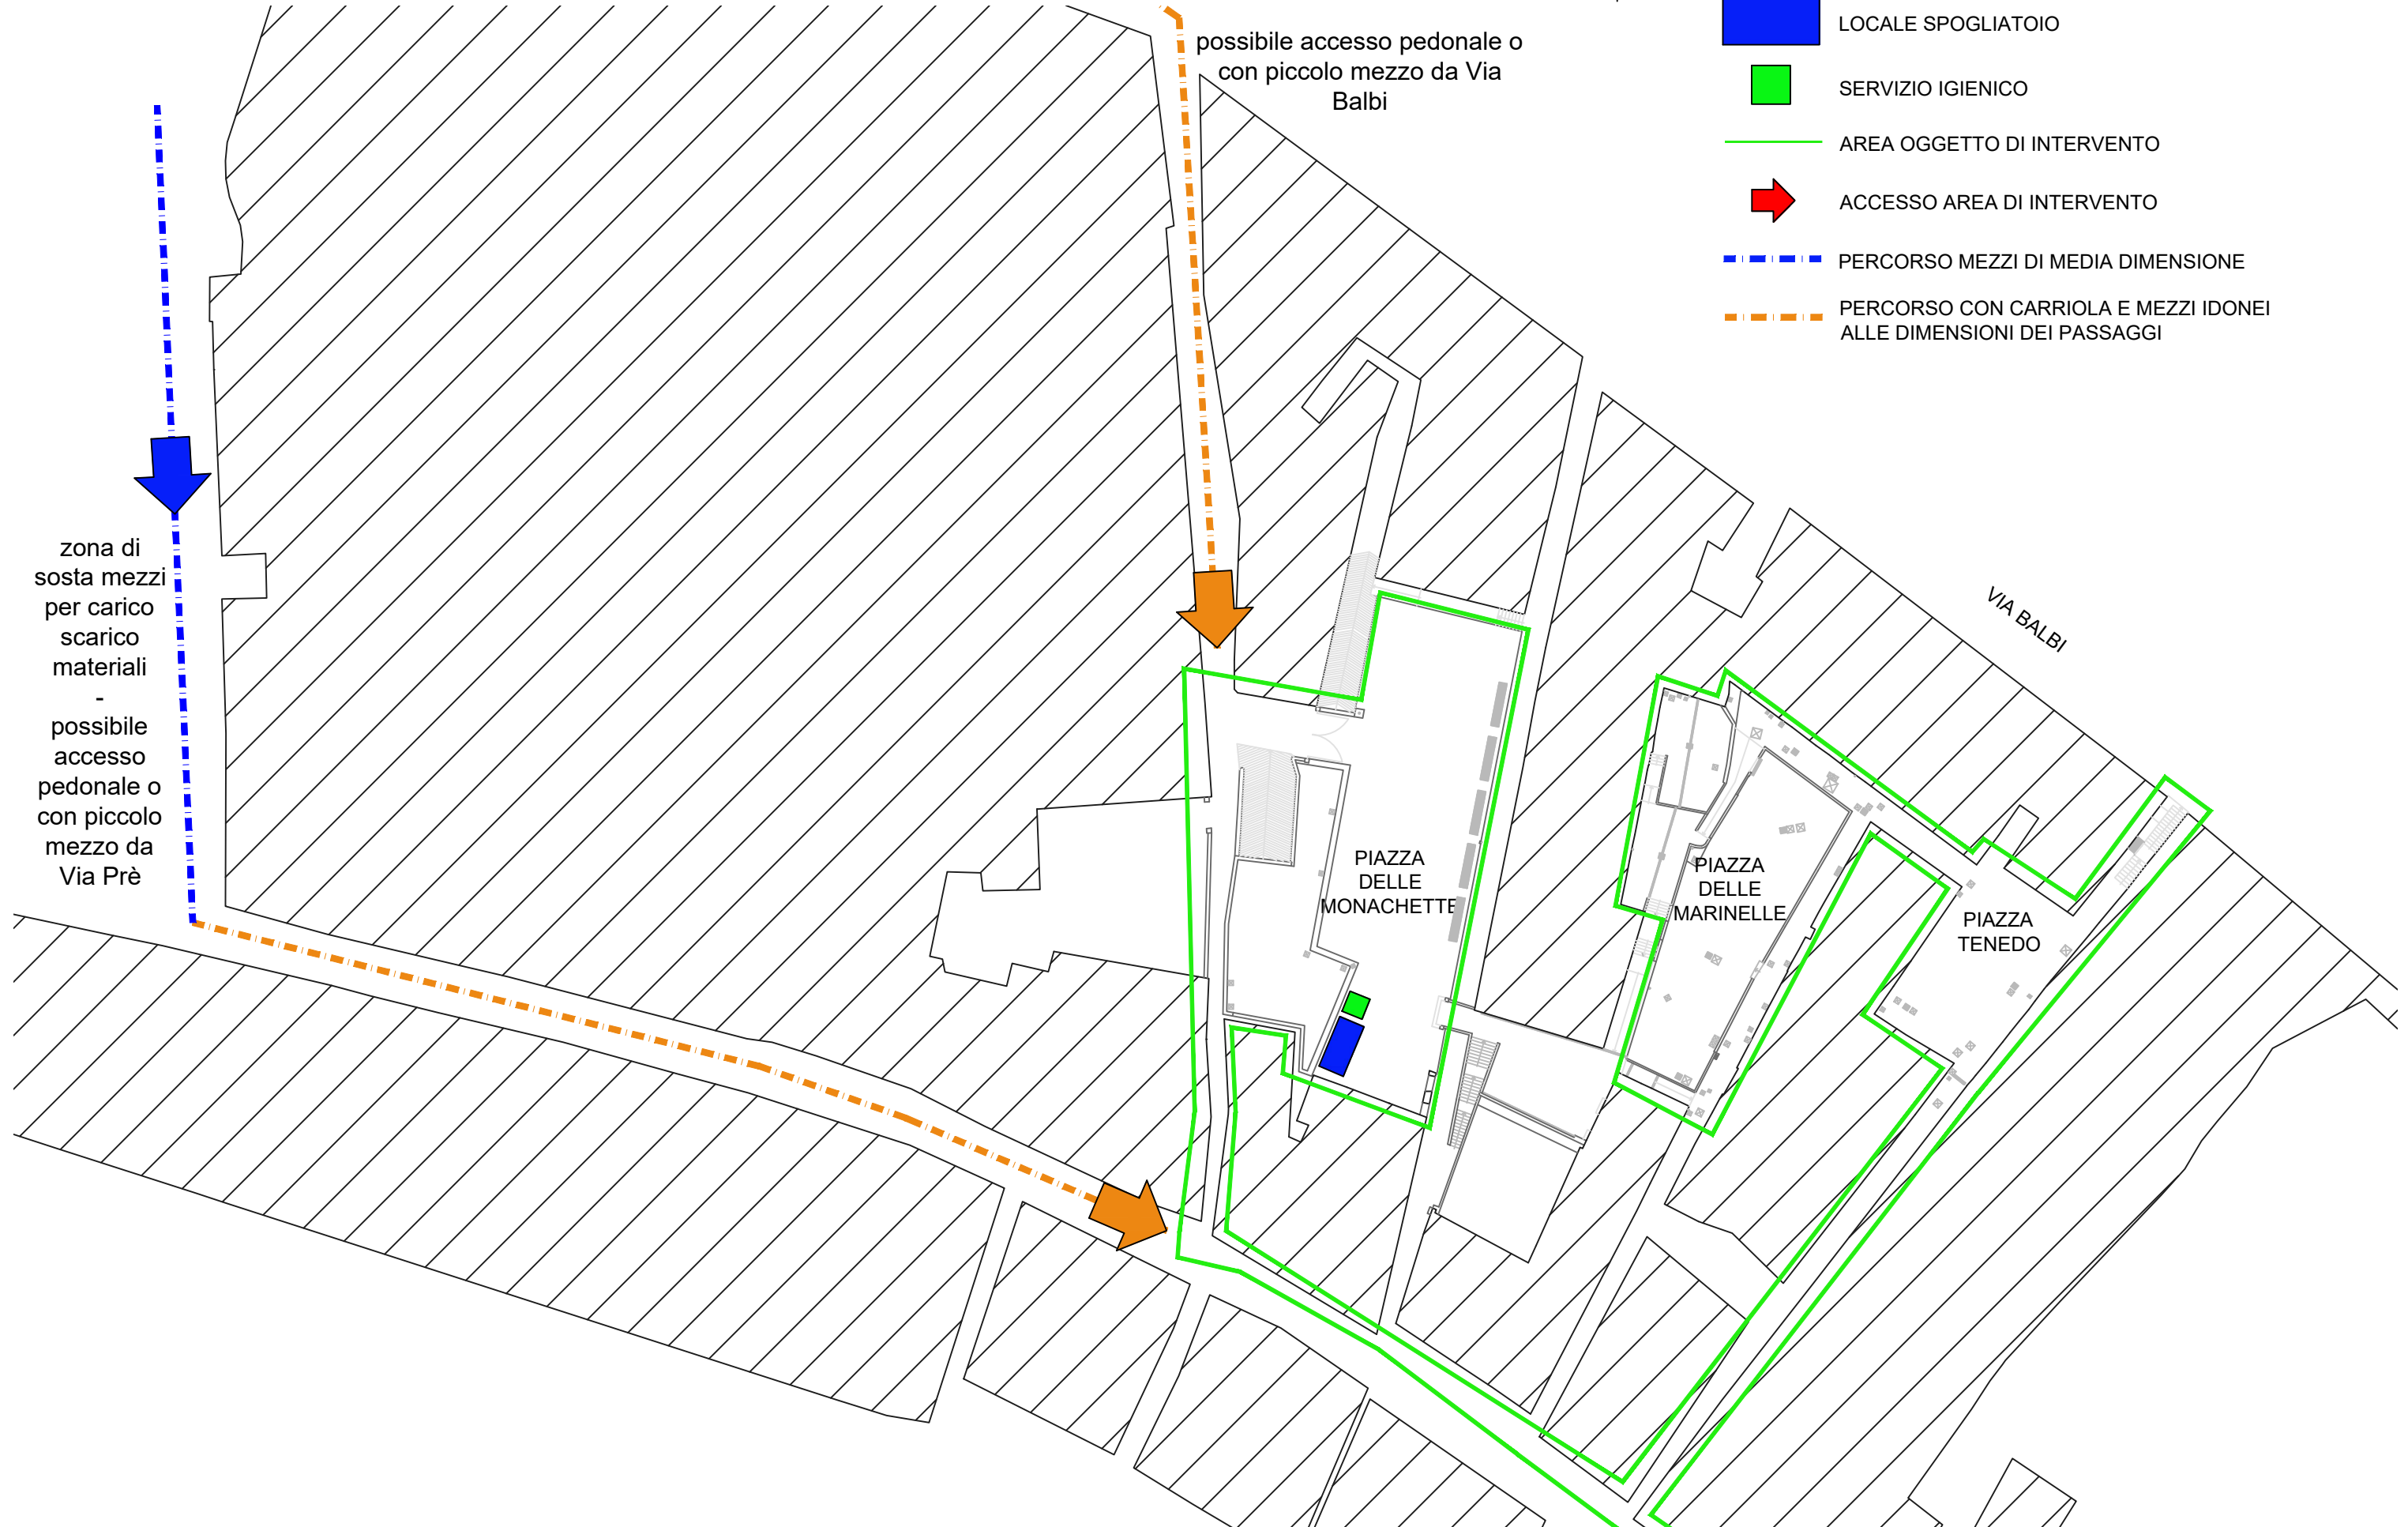 possibile accesso pedonale o
con piccolo mezzo da Via
Balbi
LOCALE SPOGLIATOIO
SERVIZIO IGIENICO
AREA OGGETTO DI INTERVENTO
ACCESSO AREA DI INTERVENTO
PERCORSO MEZZI DI MEDIA DIMENSIONE
PERCORSO CON CARRIOLA E MEZZI IDONEI
ALLE DIMENSIONI DEI PASSAGGI
zona di
sosta mezzi
per carico
scarico
materiali
-
possibile
accesso
pedonale o
con piccolo
mezzo da
Via Prè
VIA BALBI
PIAZZA
DELLE
MONACHETTE
PIAZZA
DELLE
MARINELLE
PIAZZA
TENEDO